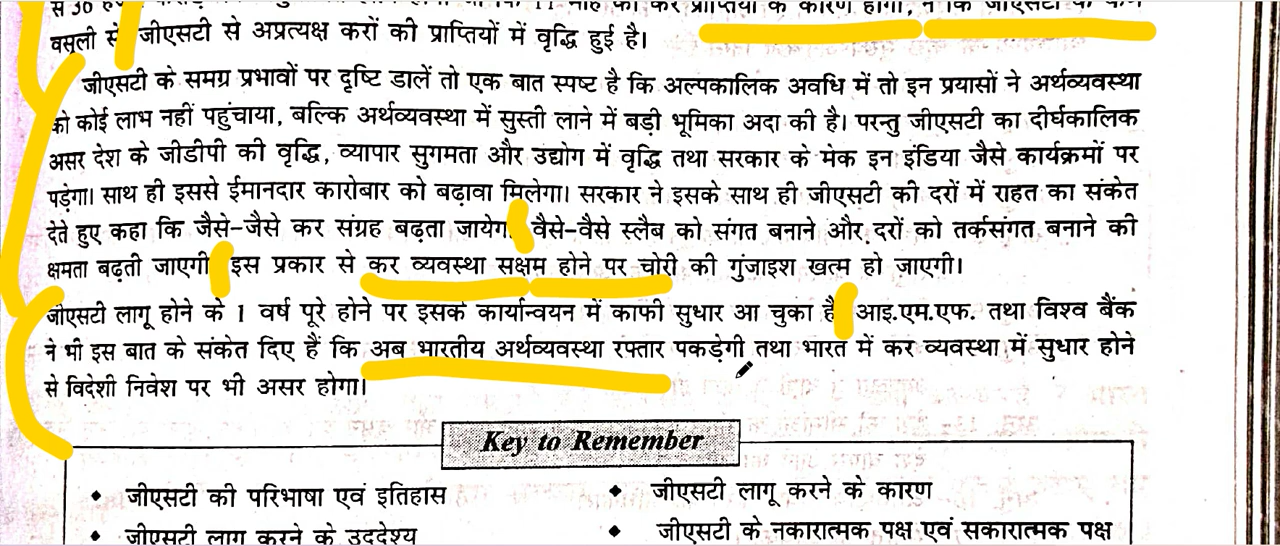 के कारण होगी, न कि जीएसटी के
वसूली से जीएसटी से अप्रत्यक्ष करों की प्राप्तियों में वृद्धि हुई है।
जीएसटी के समग्र प्रभावों पर दृष्टि डालें तो एक बात स्पष्ट है कि अल्पकालिक अवधि में तो इन प्रयासों ने अर्थव्यवस्था
को कोई लाभ नहीं पहुंचाया, बल्कि अर्थव्यवस्था में सुस्ती लाने में बड़ी भूमिका अदा की है। परन्तु जीएसटी का दीर्घकालिक
असर देश के जीडीपी की वृद्धि, व्यापार सुगमता और उद्योग में वृद्धि तथा सरकार के मेक इन इंडिया जैसे कार्यक्रमों पर
पड़ेगा। साथ ही इससे ईमानदार कारोबार को बढ़ावा मिलेगा। सरकार ने इसके साथ ही जीएसटी की दरों में राहत का संकेत
देते हुए कहा कि जैसे-जैसे कर संग्रह बढ़ता वैसे-वैसे स्लैब को संगत बनाने और दरों को तर्कसंगत बनाने की
क्षमता बढ़ती जाएगी इस प्रकार से कर व्यवस्था सक्षम होने पर चोरी की गुंजाइश खत्म हो जाएगी।
जीएसटी लागू होने के 1 वर्ष पूरे होने पर इसके कार्यान्वयन में काफी सुधार आ चुका है आइ.एम.एफ. तथा विश्व बैंक
ने भी इस बात के संकेत दिए हैं कि अब भारतीय अर्थव्यवस्था रफ्तार पकड़ेगी तथा भारत में कर व्यवस्था में सुधार होने
से विदेशी निवेश पर भी असर होगा।
Key to Remember
• जीएसटी की परिभाषा एवं इतिहास
♦ जीएसटी लागू करने के कारण
• जीएसटी लागू करने के उद्देश्य
♦ जीएसटी के नकारात्मक पक्ष एवं सकारात्मक पक्ष